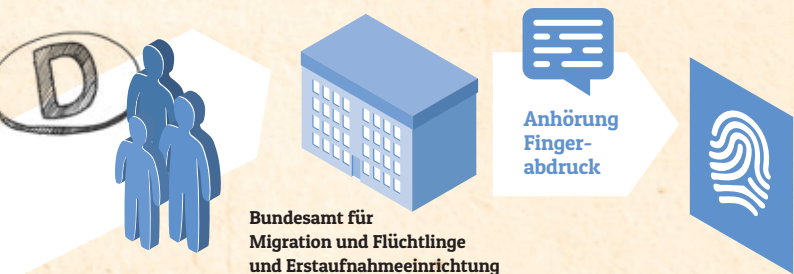 D
Bundesamt für
Migration und Flüchtlinge
und Erstaufnahmeeinrichtung
Anhörung
Finger-
abdruck